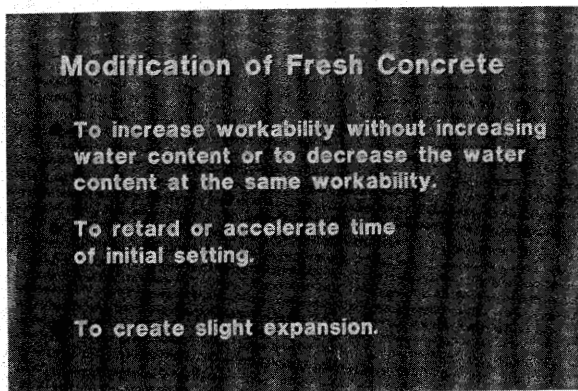 Modification of Fresh Concrete
To increase workability without increasing
water content or to decrease the water
content at the same workability.
To retard or accelerate time
of initial setting.
To create slight expansion.